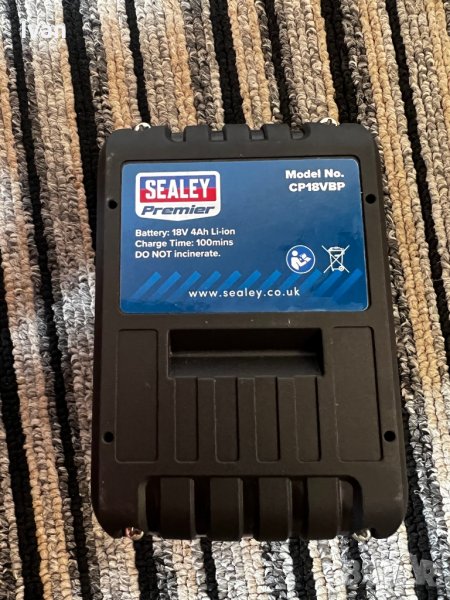 Ivan
SEALEY
Premier
Model No.
CP18VBP
Battery: 18V 4Ah Li-ion
Charge Time: 100mins
DO NOT incinerate.
www.sealey.co.uk